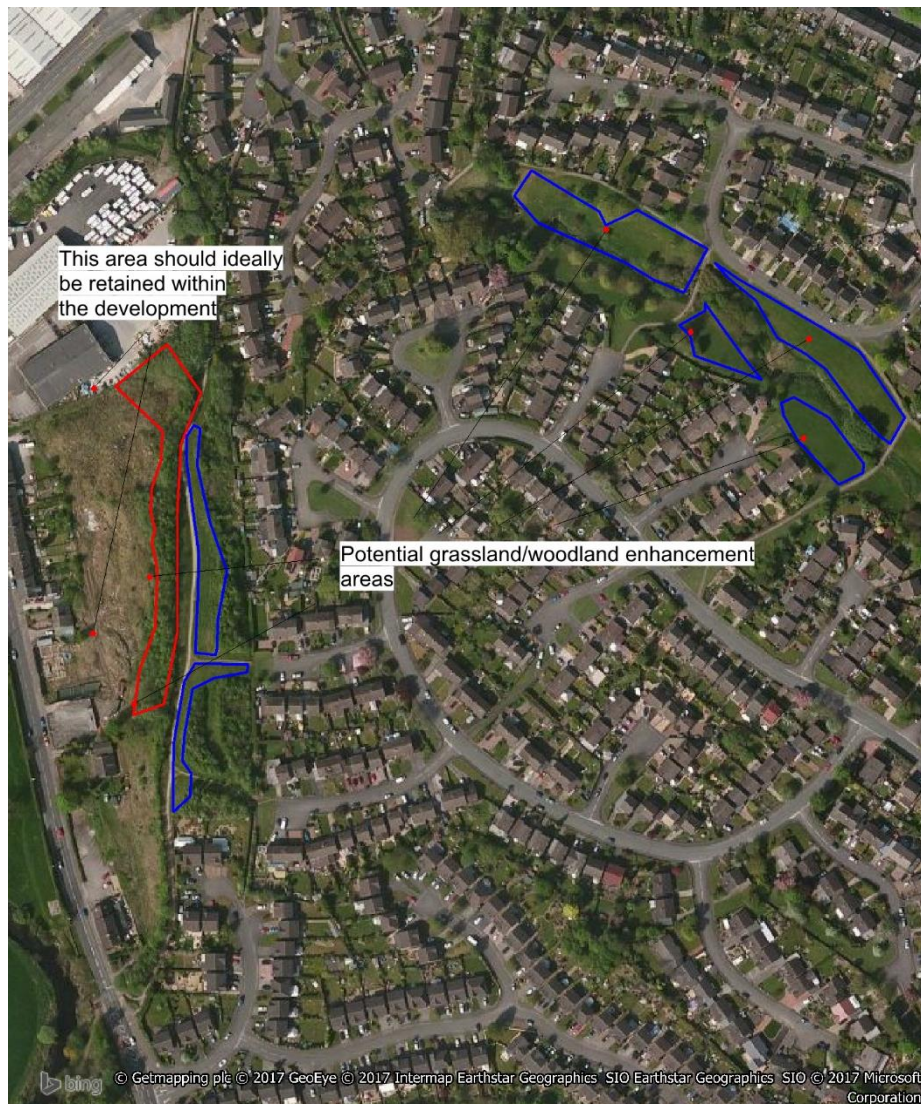 This area should ideally
be retained within
the development
Potential grassland/woodland enhancement
areas
bing
© Getmapping plc © 2017 GeoEye © 2017 Intermap Earthstar Geographics SIO Earthstar Geographics SIO © 2017 Microsoft
Corporation